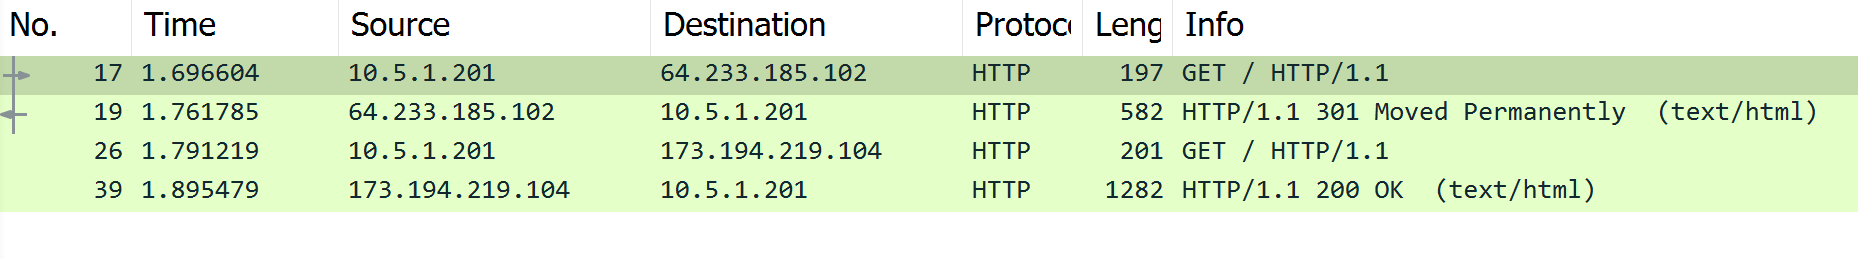 No. Time Source Destination Protoc Leng Info
17 1.696604 10.5.1.201 64.233.185.102 HTTP 197 GET / HTTP/1.1
19 1.761785 64.233.185.102 10.5.1.201 HTTP 582 HTTP/1.1 301 Moved Permanently (text/html)
26 1.791219 10.5.1.201 173.194.219.104 HTTP 201 GET / HTTP/1.1
39 1.895479 173.194.219.104 10.5.1.201 HTTP 1282 HTTP/1.1 200 OK (text/html)